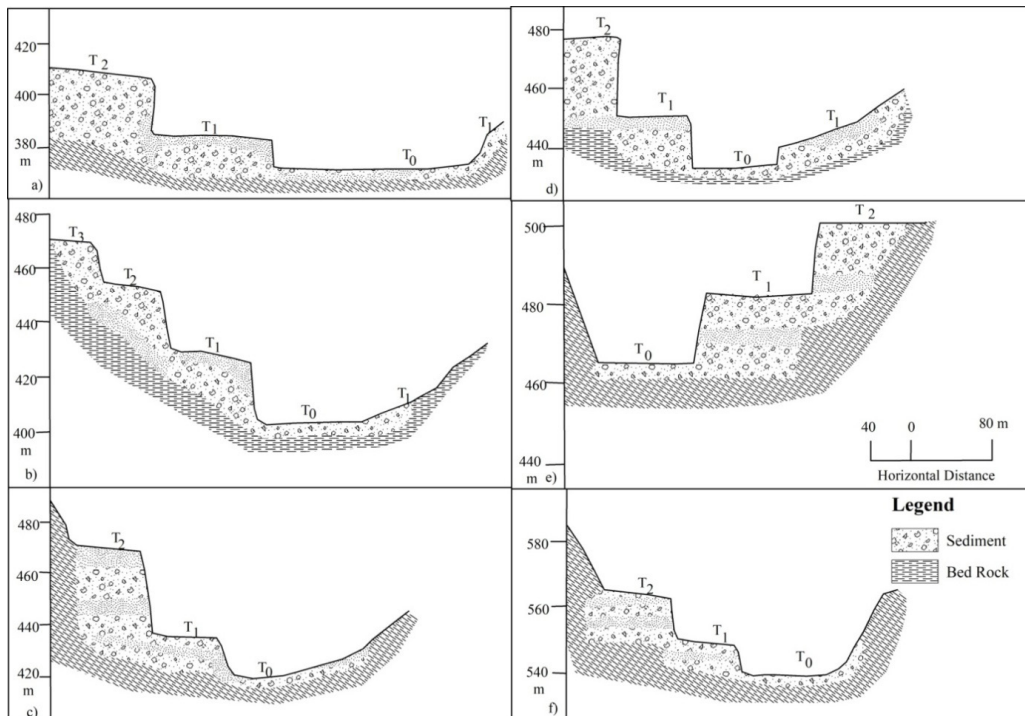 420
T2
400
T1
T1
380
T0
m
a)
480
T2
460
T1
T1
440
T0
m
d)
480
T3
460
T2
440
T1
420
T1
T0
400
m
b)
500
T2
T1
480
T0
460
440
m
e)
40 0 80 m
Horizontal Distance
480
T2
460
440
T1
T0
420
m
c)
580
T2
560
T1
T0
540
m
f)
Legend
Sediment
Bed Rock